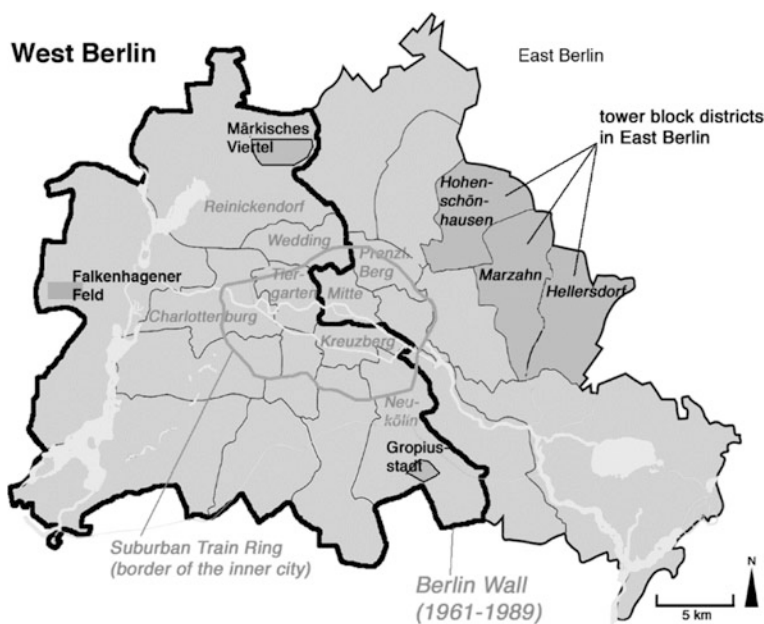 West Berlin
East Berlin
tower block districts
in East Berlin
Märkisches
Viertel
Hohen-
schön-
hausen
Reinickendorf
Wedding
Prenzl.
Berg
Falkenhagener
Feld
Tier-
garten
Mitte
Marzahn
Hellersdorf
Charlottenburg
Kreuzberg
Neu-
kölln
Gropius-
stadt
Suburban Train Ring
(border of the inner city)
Berlin Wall
(1961-1989)
N
5 km